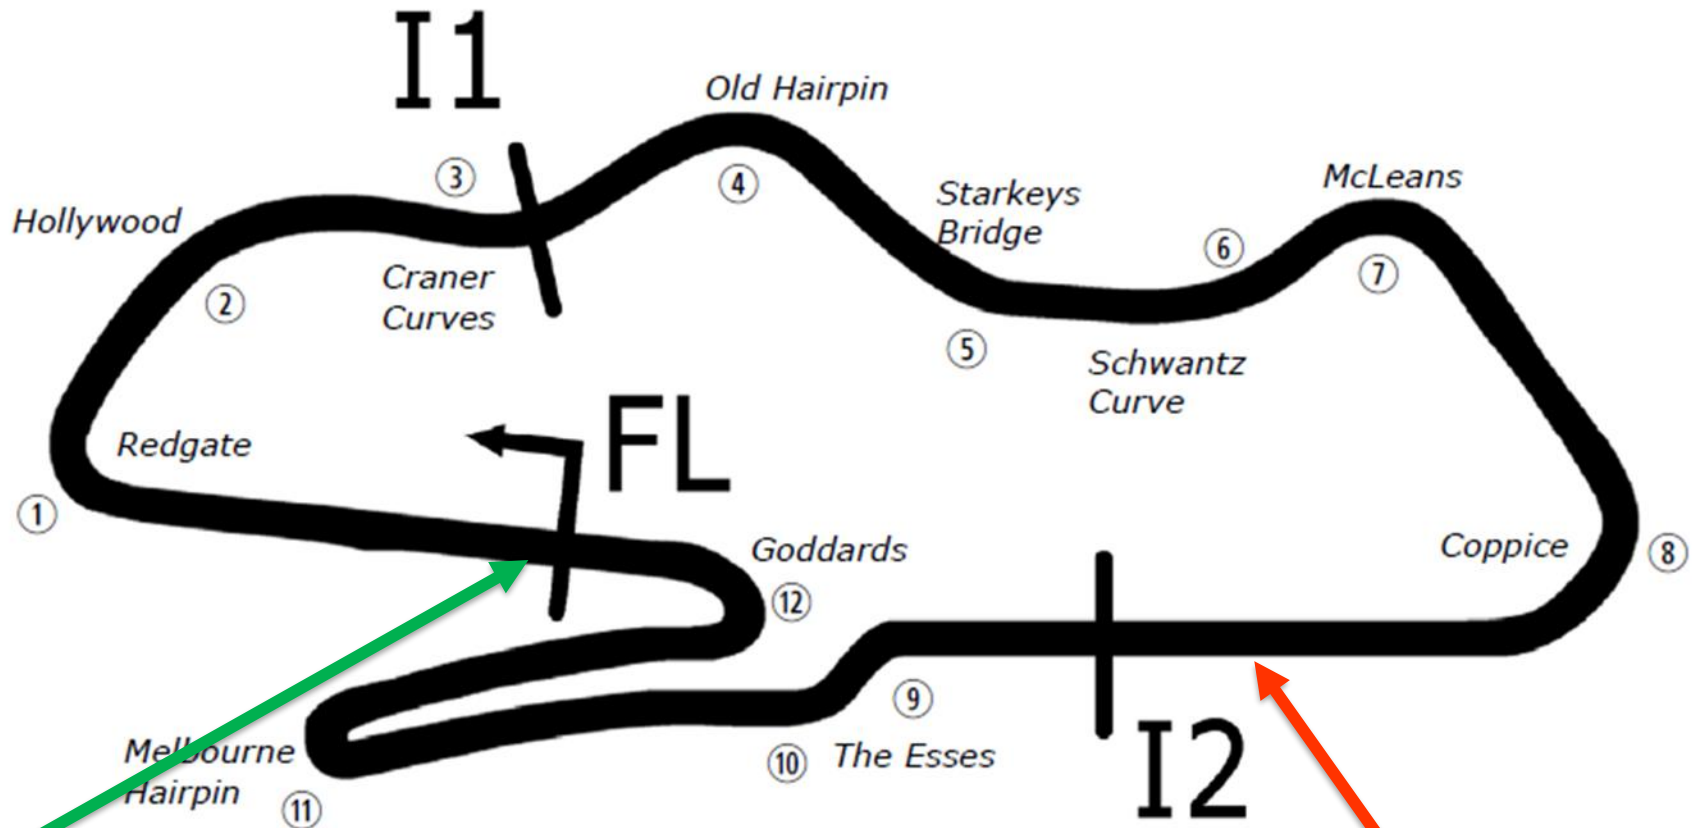 I1
Old Hairpin
③
④
McLeans
Starkeys
Bridge
Hollywood
⑥
⑦
Craner
Curves
②
⑤
Schwantz
Curve
FL
Redgate
①
Goddards
Coppice
⑧
⑫
⑨
Melbourne
Hairpin
⑩
The Esses
I2
⑪